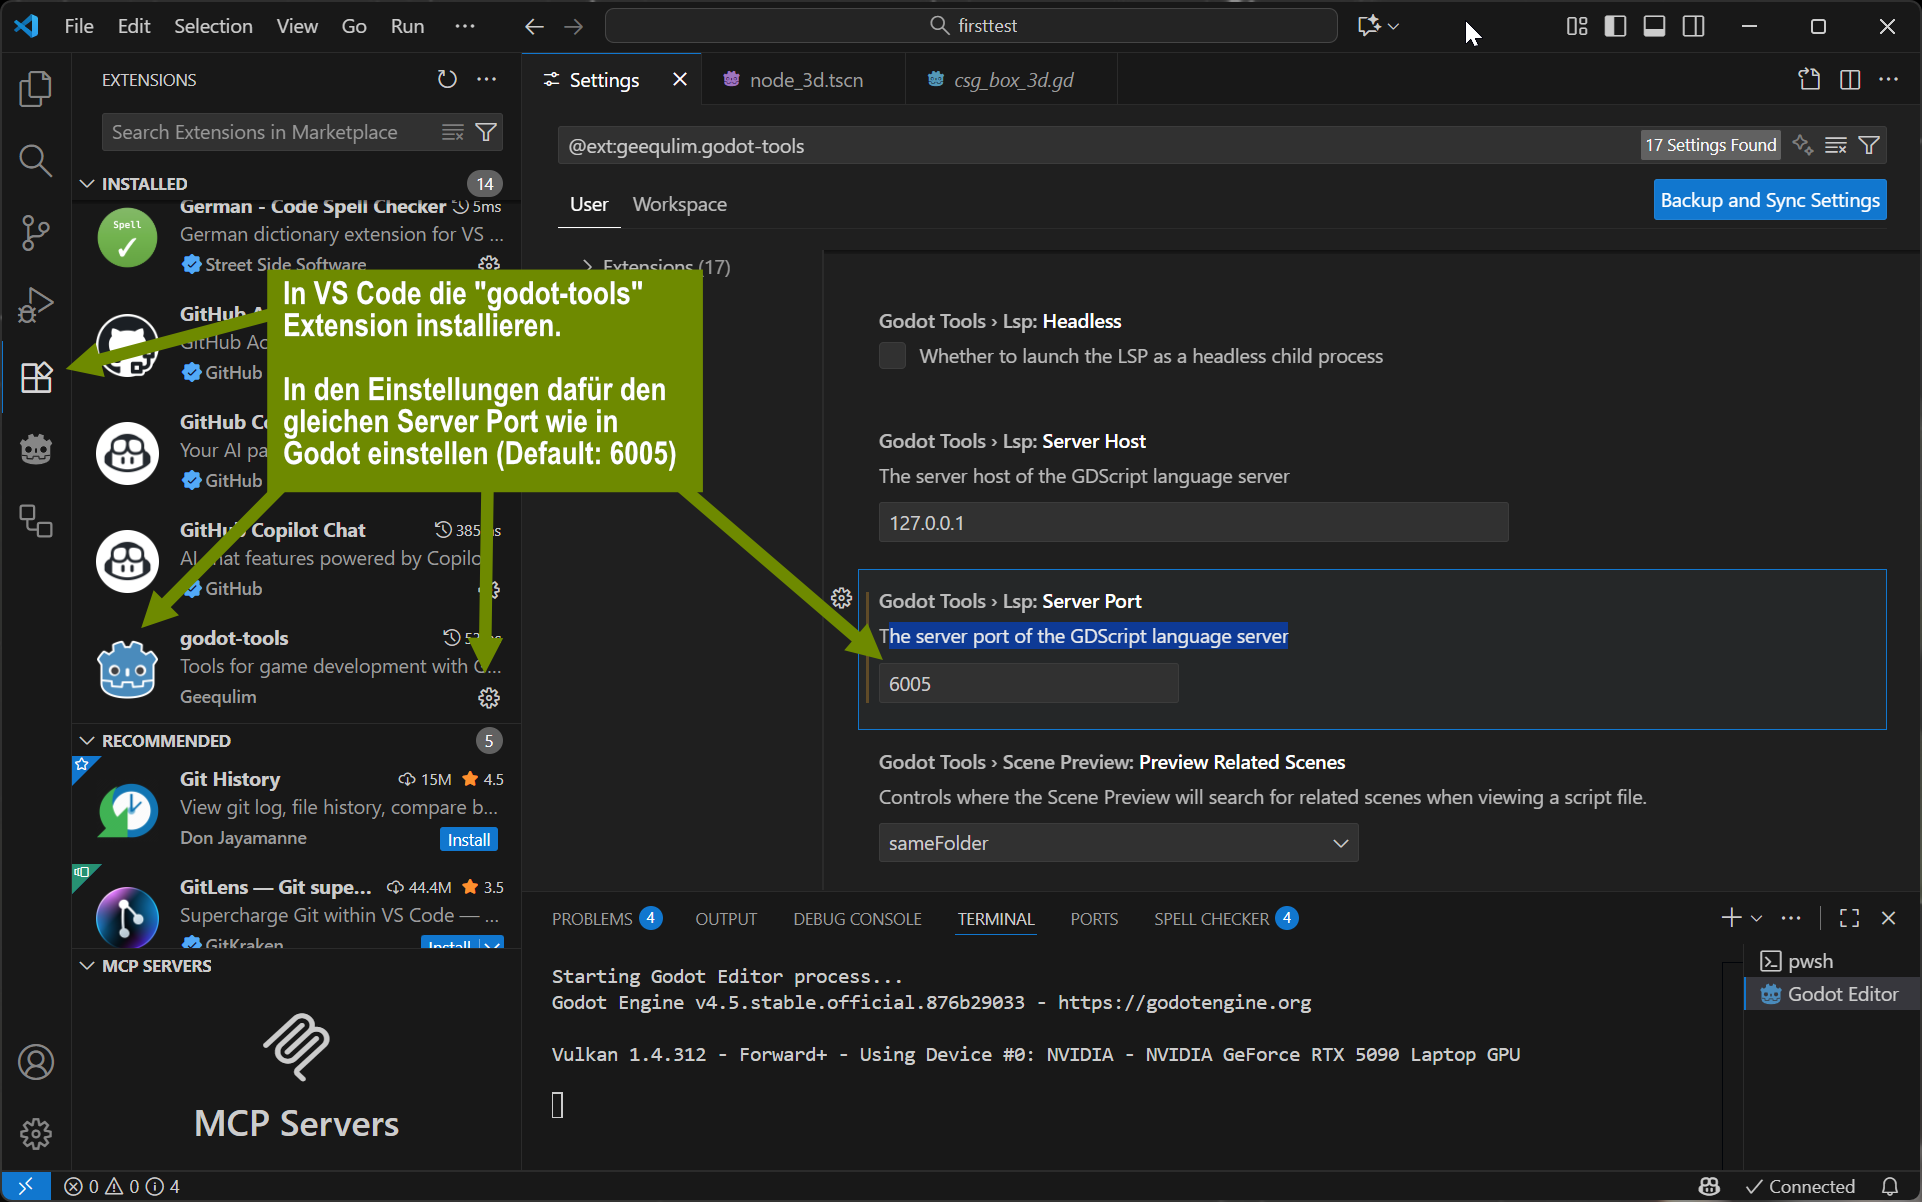 File Edit Selection View Go Run ···
firsttest
EXTENSIONS
Search Extensions in Marketplace
INSTALLED 14
German - Code Spell Checker 5ms
German dictionary extension for VS ...
Street Side Software
GitHub A
GitHub Ac
GitHub
GitHub Co
Your AI pa
GitHub
GitHub Copilot Chat 385
AI chat features powered by Copilo
GitHub
godot-tools
Tools for game development with G...
Geequlim
RECOMMENDED 5
Git History 15M 4.5
View git log, file history, compare b...
Don Jayamanne Install
GitLens — Git supe... 44.4M 3.5
Supercharge Git within VS Code — ...
GitKraken Install
MCP SERVERS
MCP Servers
In VS Code die "godot-tools"
Extension installieren.
In den Einstellungen dafür den
gleichen Server Port wie in
Godot einstellen (Default: 6005)
Settings node_3d.tscn csg_box_3d.gd
@ext:geequlim.godot-tools 17 Settings Found
User Workspace Backup and Sync Settings
Extensions (17)
Godot Tools › Lsp: Headless
Whether to launch the LSP as a headless child process
Godot Tools › Lsp: Server Host
The server host of the GDScript language server
127.0.0.1
Godot Tools › Lsp: Server Port
The server port of the GDScript language server
6005
Godot Tools › Scene Preview: Preview Related Scenes
Controls where the Scene Preview will search for related scenes when viewing a script file.
sameFolder
PROBLEMS 4 OUTPUT DEBUG CONSOLE TERMINAL PORTS SPELL CHECKER 4
Starting Godot Editor process...
Godot Engine v4.5.stable.official.876b29033 - https://godotengine.org
Vulkan 1.4.312 - Forward+ - Using Device #0: NVIDIA - NVIDIA GeForce RTX 5090 Laptop GPU
pwsh
Godot Editor
0 0 4 Connected